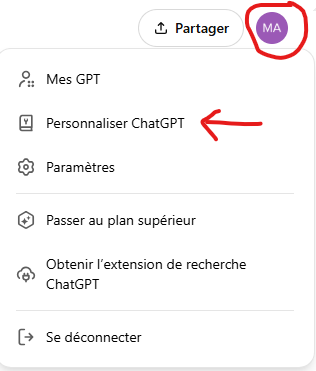 Partager
MA
Mes GPT
Personnaliser ChatGPT
Paramètres
Passer au plan supérieur
Obtenir l’extension de recherche
ChatGPT
Se déconnecter